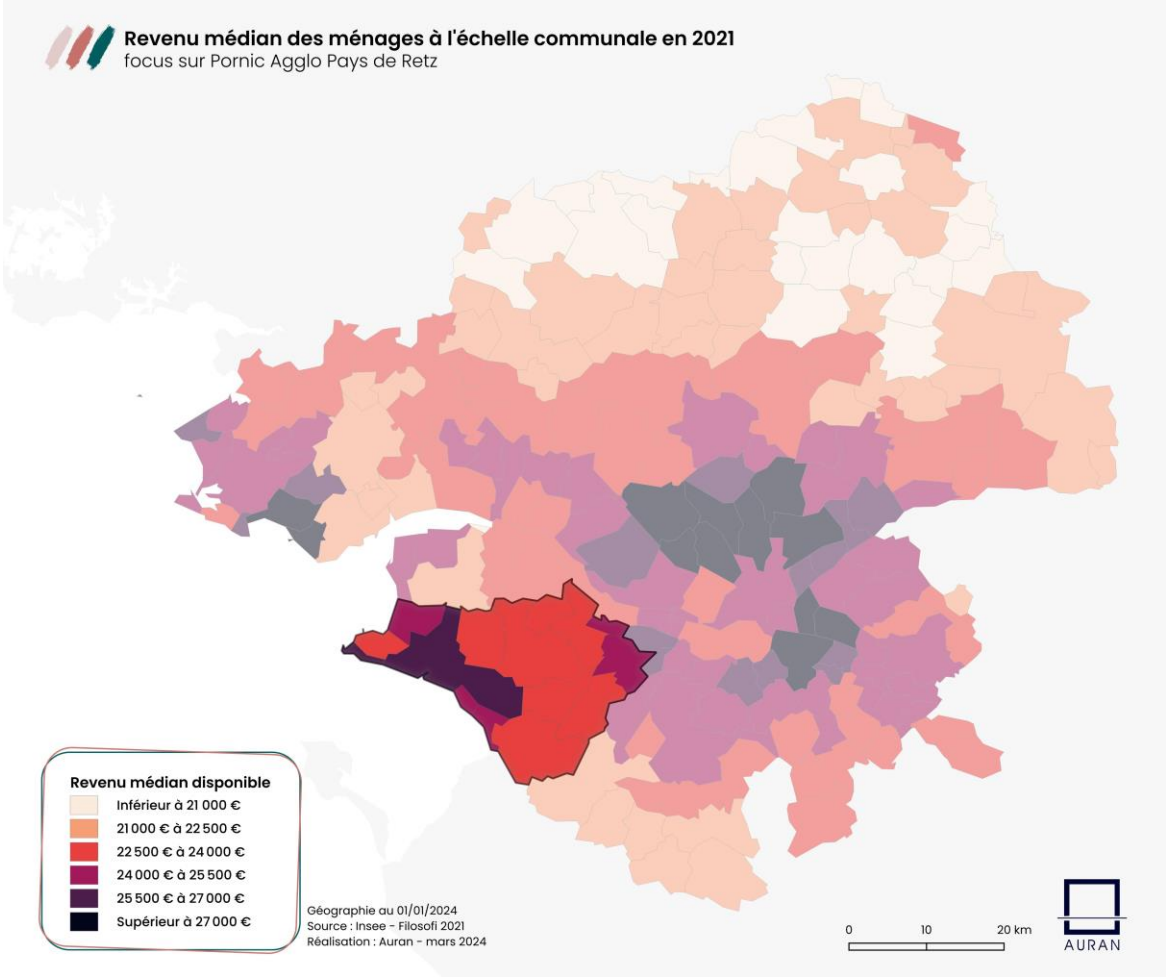 Revenu médian des ménages à l'échelle communale en 2021
focus sur Pornic Agglo Pays de Retz
Revenu médian disponible
Inférieur à 21 000 €
21 000 € à 22 500 €
22 500 € à 24 000 €
24 000 € à 25 500 €
25 500 € à 27 000 €
Supérieur à 27 000 €
Géographie au 01/01/2024
Source : Insee - Filosofi 2021
Réalisation : Auran - mars 2024
0 10 20 km
AURAN